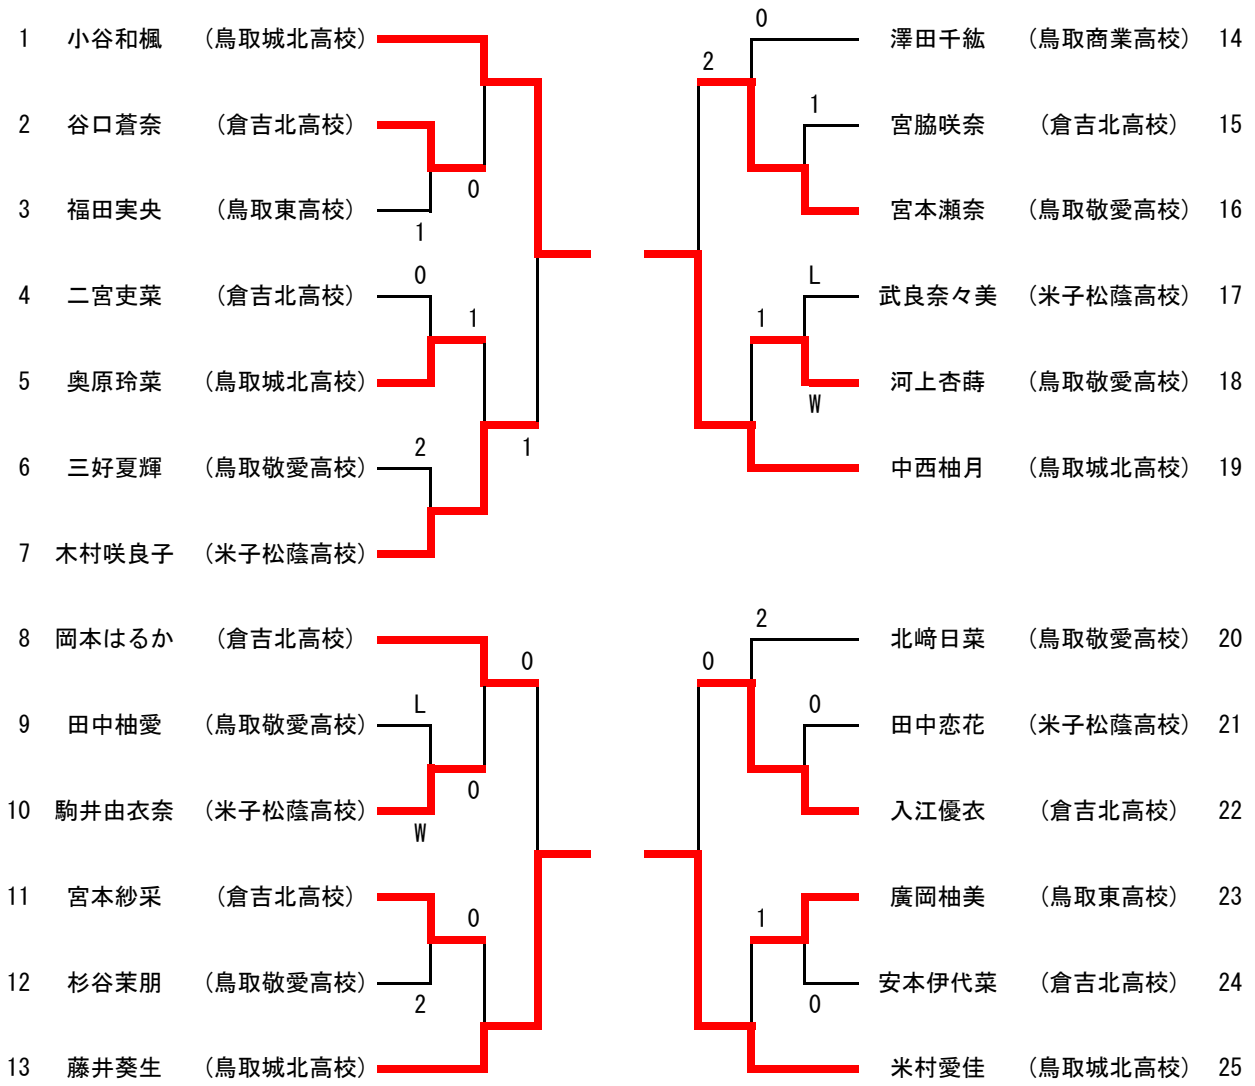 0
1 小谷和楓 (鳥取城北高校) 澤田千紘 (鳥取商業高校) 14
2
1
2 谷口蒼奈 (倉吉北高校) 宮脇咲奈 (倉吉北高校) 15
0
3 福田実央 (鳥取東高校) 宮本瀬奈 (鳥取敬愛高校) 16
1
0 L
4 二宮吏菜 (倉吉北高校) 武良奈々美 (米子松蔭高校) 17
1 1
5 奥原玲菜 (鳥取城北高校) 河上杏蒔 (鳥取敬愛高校) 18
W
2 1
6 三好夏輝 (鳥取敬愛高校) 中西柚月 (鳥取城北高校) 19
7 木村咲良子 (米子松蔭高校)
2
8 岡本はるか (倉吉北高校) 北﨑日菜 (鳥取敬愛高校) 20
0 0
L 0
9 田中柚愛 (鳥取敬愛高校) 田中恋花 (米子松蔭高校) 21
0
10 駒井由衣奈 (米子松蔭高校) 入江優衣 (倉吉北高校) 22
W
11 宮本紗采 (倉吉北高校) 廣岡柚美 (鳥取東高校) 23
0 1
12 杉谷茉朋 (鳥取敬愛高校) 安本伊代菜 (倉吉北高校) 24
2 0
13 藤井葵生 (鳥取城北高校) 米村愛佳 (鳥取城北高校) 25